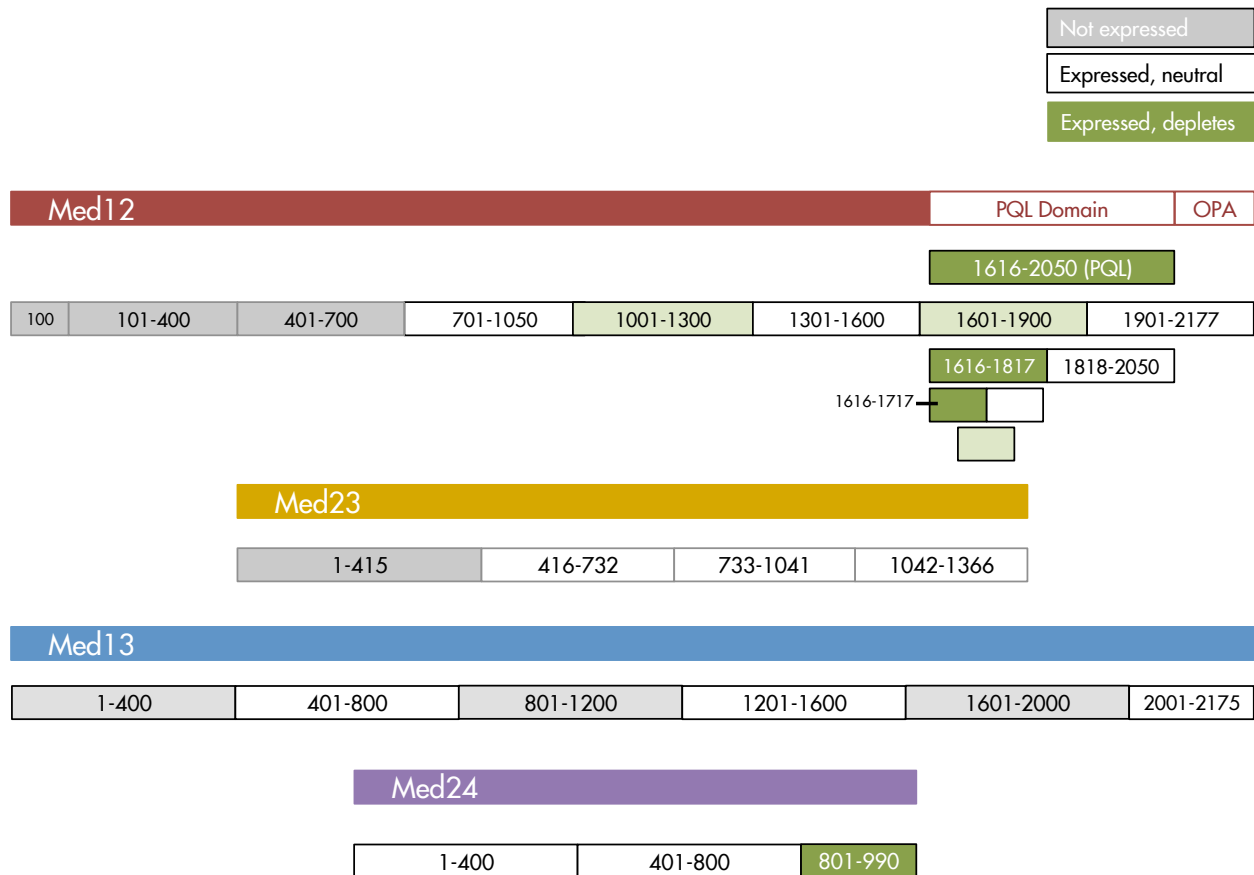 Not expressed
Expressed, neutral
Expressed, depletes
Med12 PQL Domain OPA
1616-2050 (PQL)
100 101-400 401-700 701-1050 1001-1300 1301-1600 1601-1900 1901-2177
1616-1817 1818-2050
1616-1717
Med23
1-415 416-732 733-1041 1042-1366
Med13
1-400 401-800 801-1200 1201-1600 1601-2000 2001-2175
Med24
1-400 401-800 801-990